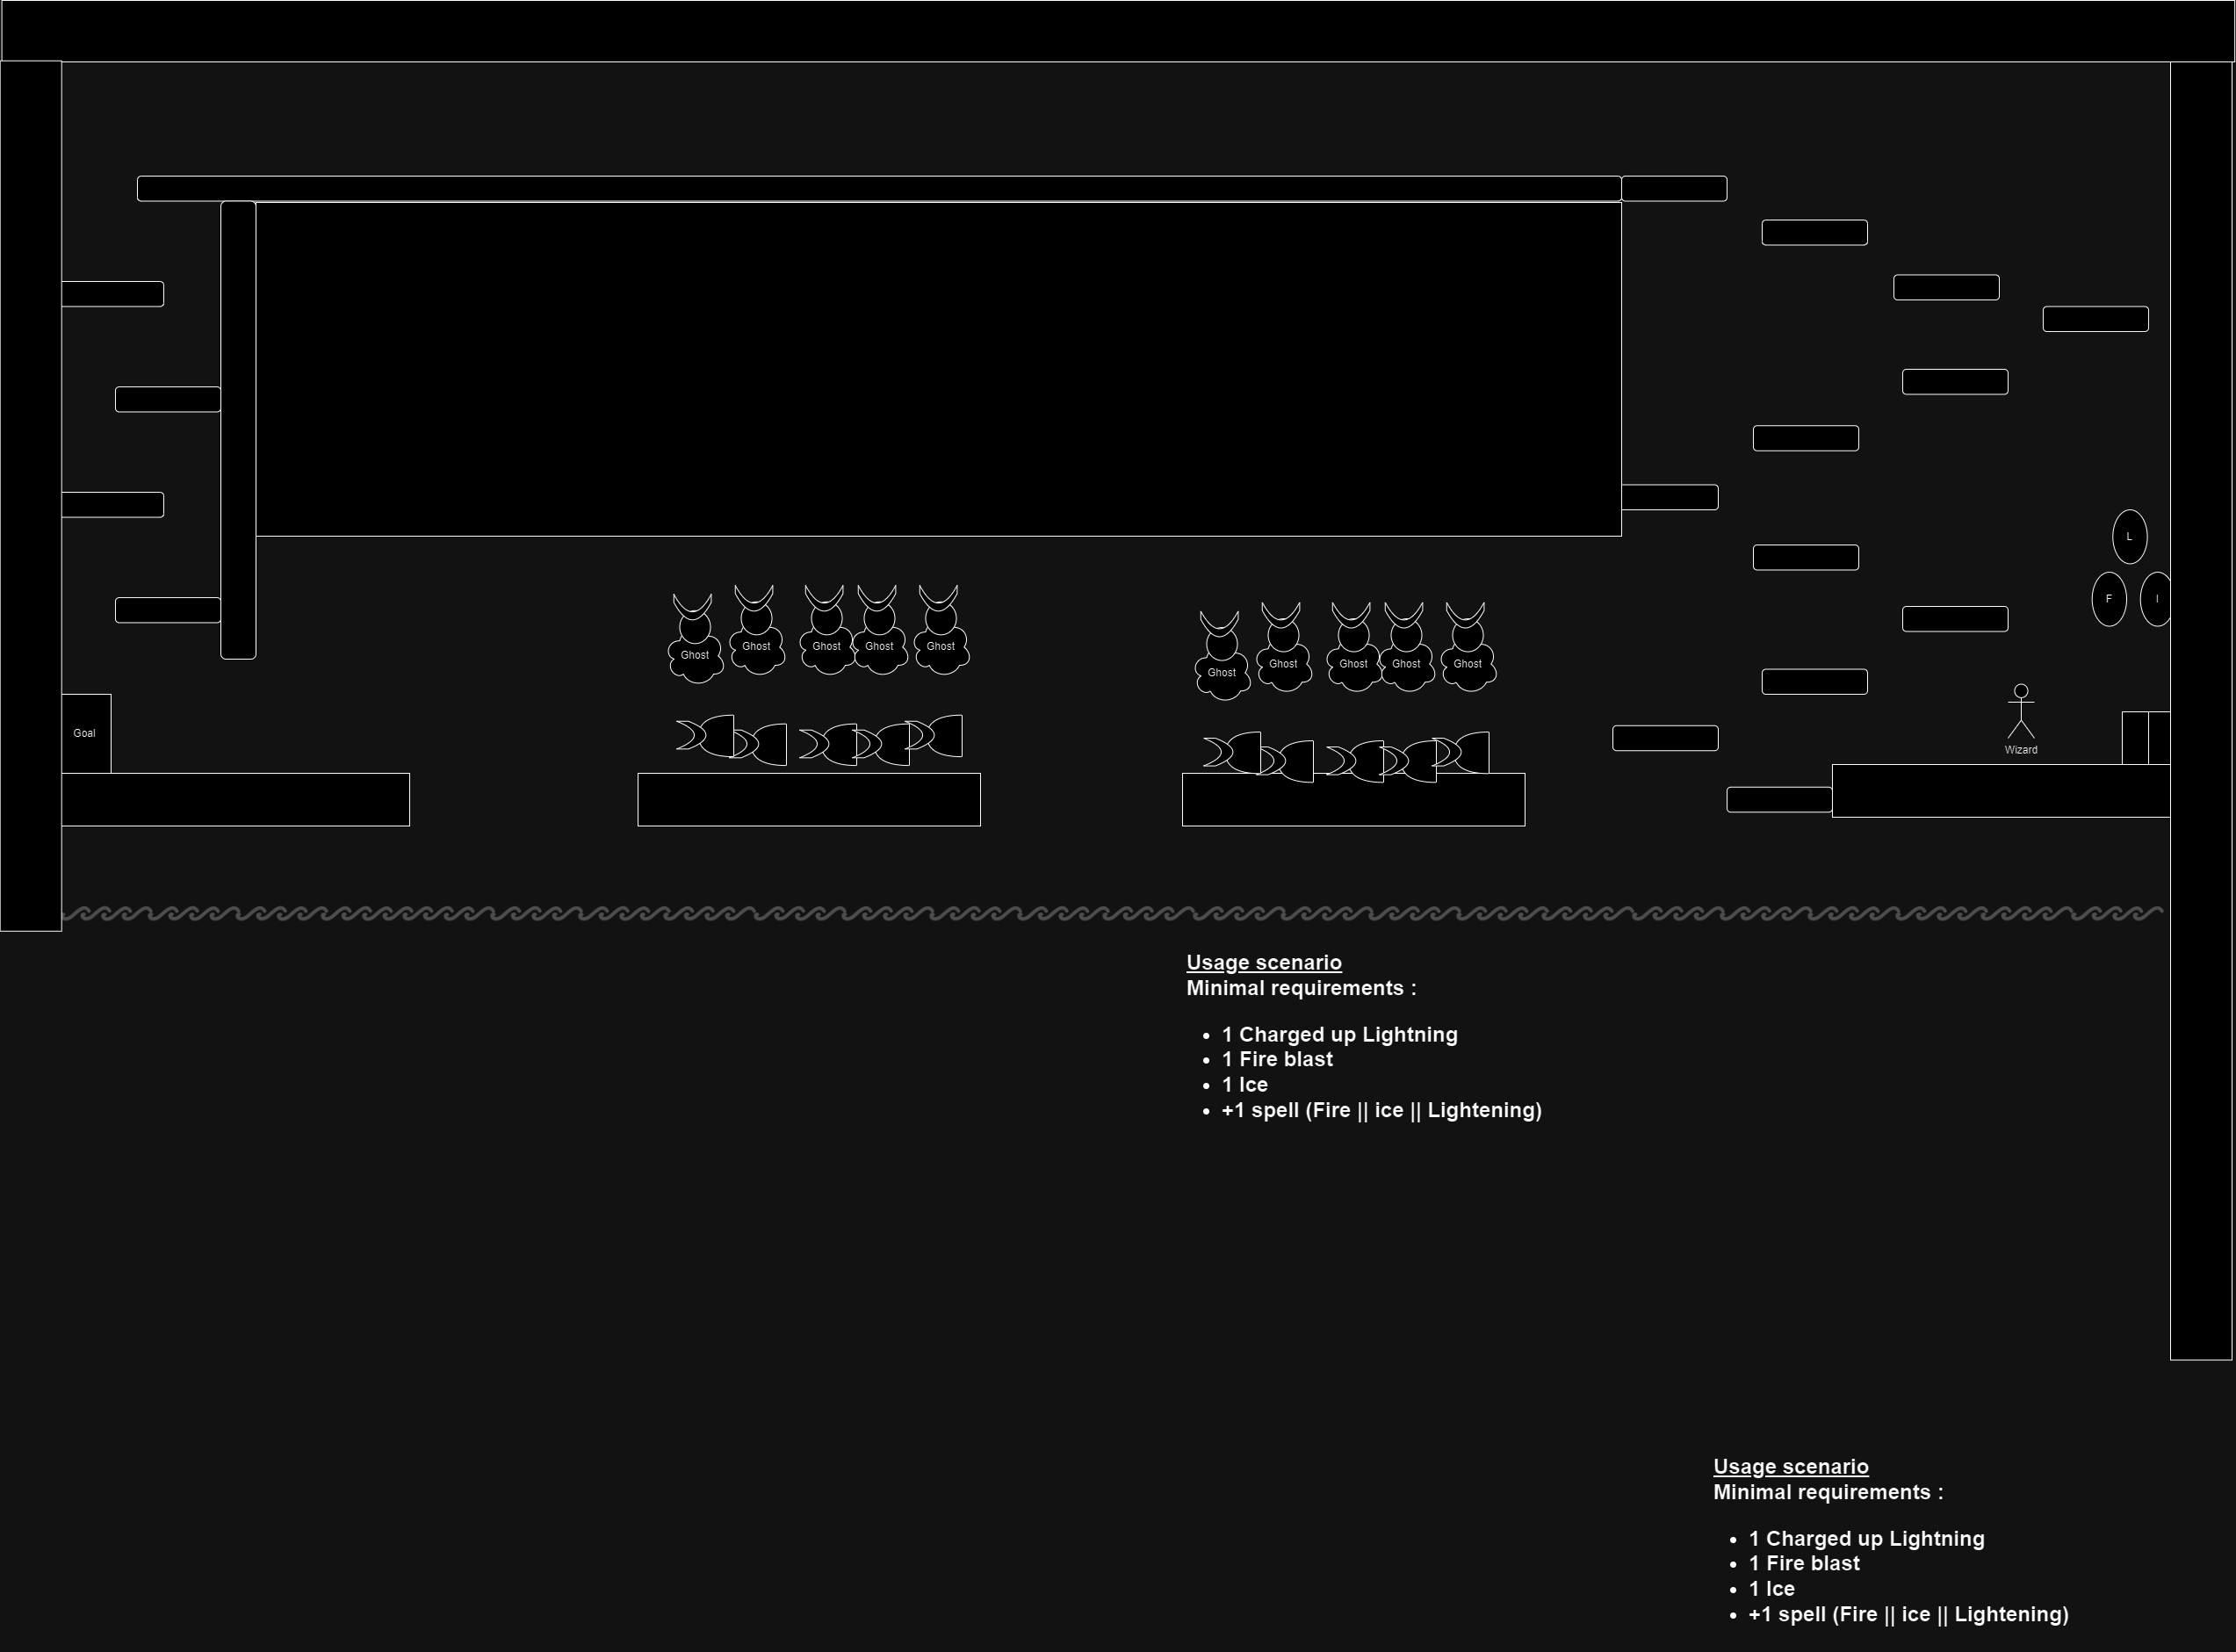 L
F
I
Ghost
Ghost
Ghost
Ghost
Ghost
Ghost
Ghost
Ghost
Ghost
Ghost
Goal
Wizard
Usage scenario
Minimal requirements :
• 1 Charged up Lightning
• 1 Fire blast
• 1 Ice
• +1 spell (Fire || ice || Lightening)
Usage scenario
Minimal requirements :
• 1 Charged up Lightning
• 1 Fire blast
• 1 Ice
• +1 spell (Fire || ice || Lightening)